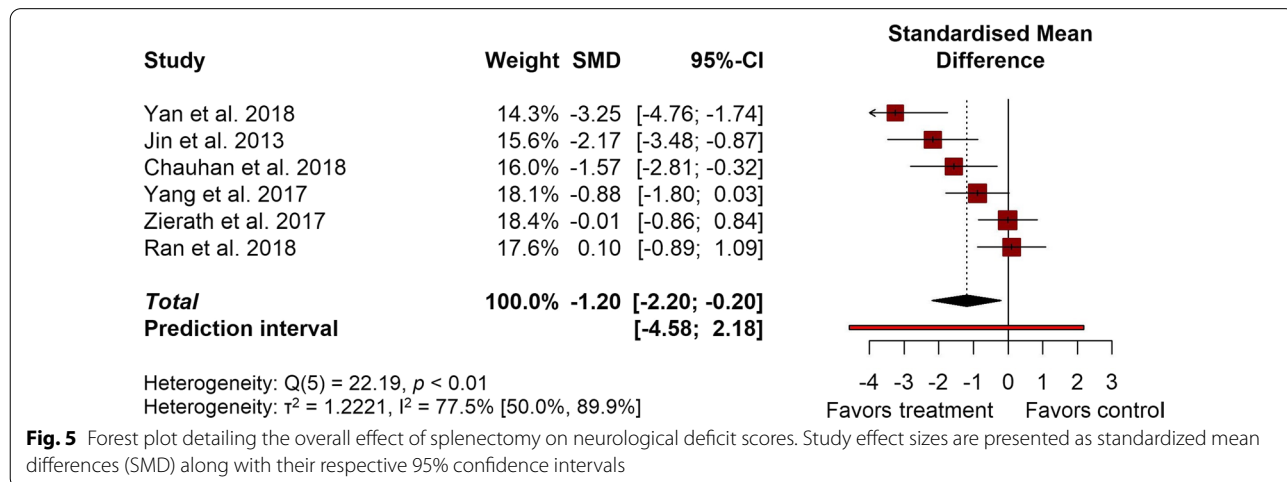 Standardised Mean
Study Weight SMD 95%-CI Difference
Yan et al. 2018 14.3% -3.25 [-4.76; -1.74]
Jin et al. 2013 15.6% -2.17 [-3.48; -0.87]
Chauhan et al. 2018 16.0% -1.57 [-2.81; -0.32]
Yang et al. 2017 18.1% -0.88 [-1.80; 0.03]
Zierath et al. 2017 18.4% -0.01 [-0.86; 0.84]
Ran et al. 2018 17.6% 0.10 [-0.89; 1.09]
Total 100.0% -1.20 [-2.20; -0.20]
Prediction interval [-4.58; 2.18]
Heterogeneity: Q(5) = 22.19, p < 0.01
Heterogeneity: τ² = 1.2221, I² = 77.5% [50.0%, 89.9%]
-4 -3 -2 -1 0 1 2 3
Favors treatment Favors control
Fig. 5 Forest plot detailing the overall effect of splenectomy on neurological deficit scores. Study effect sizes are presented as standardized mean
differences (SMD) along with their respective 95% confidence intervals